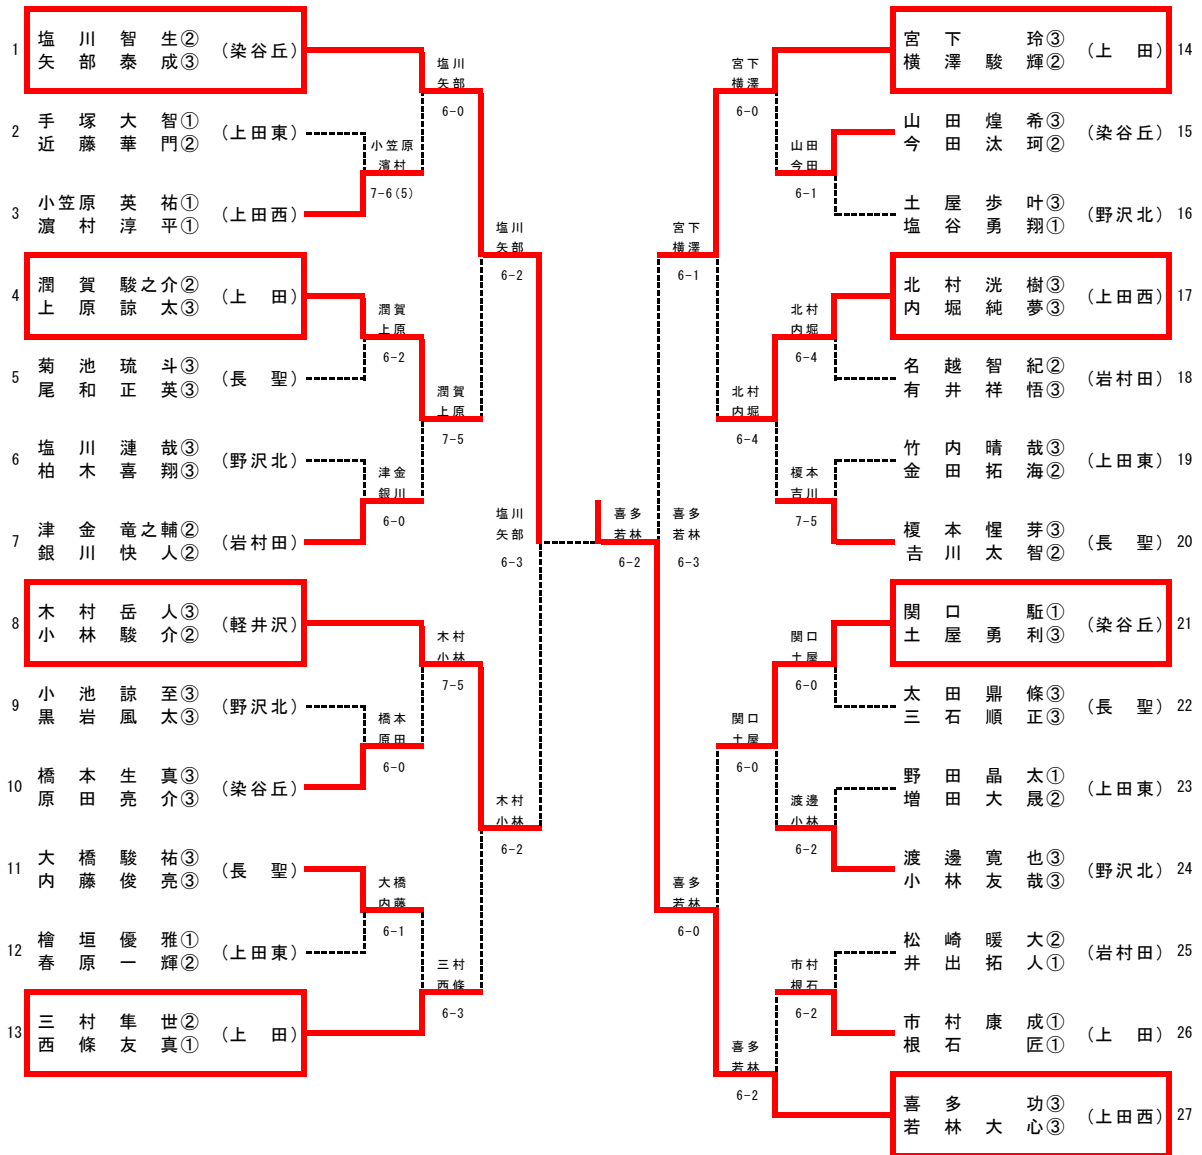 1 塩川智生② (染谷丘)
矢部泰成③
2 手塚大智① (上田東)
近藤華門②
3 小笠原英祐① (上田西)
濵村淳平①
4 潤賀駿之介② (上田)
上原諒太③
5 菊池琉斗③ (長聖)
尾和正英③
6 塩川漣哉③ (野沢北)
柏木喜翔③
7 津金竜之輔② (岩村田)
銀川快人②
8 木村岳人③ (軽井沢)
小林駿介②
9 小池諒至③ (野沢北)
黒岩風太③
10 橋本生真③ (染谷丘)
原田亮介③
11 大橋駿祐③ (長聖)
内藤俊亮③
12 檜垣優雅① (上田東)
春原一輝②
13 三村隼世② (上田)
西條友真①
小笠原
濱村
7-6(5)
潤賀
上原
6-2
津金
銀川
6-0
橋本
原田
6-0
大橋
内藤
6-1
塩川
矢部
6-0
潤賀
上原
7-5
木村
小林
7-5
三村
西條
6-3
塩川
矢部
6-2
木村
小林
6-2
塩川
矢部
6-3
喜多
若林
6-2
喜多
若林
6-3
宮下
横澤
6-1
喜多
若林
6-0
宮下
横澤
6-0
北村
内堀
6-4
関口
土屋
6-0
喜多
若林
6-2
山田
今田
6-1
北村
内堀
6-4
榎本
吉川
7-5
関口
土屋
6-0
渡邊
小林
6-2
市村
根石
6-2
宮下玲③ (上田) 14
横澤駿輝②
山田煌希③ (染谷丘) 15
今田汰珂②
土屋歩叶③ (野沢北) 16
塩谷勇翔①
北村洸樹③ (上田西) 17
内堀純夢③
名越智紀② (岩村田) 18
有井祥悟③
竹内晴哉③ (上田東) 19
金田拓海②
榎本惺芽③ (長聖) 20
𠮷川太智②
関口駈① (染谷丘) 21
土屋勇利③
太田鼎條③ (長聖) 22
三石順正③
野田晶太① (上田東) 23
増田大晟②
渡邊寛也③ (野沢北) 24
小林友哉③
松崎暖大② (岩村田) 25
井出拓人①
市村康成① (上田) 26
根石匠①
喜多功③ (上田西) 27
若林大心③